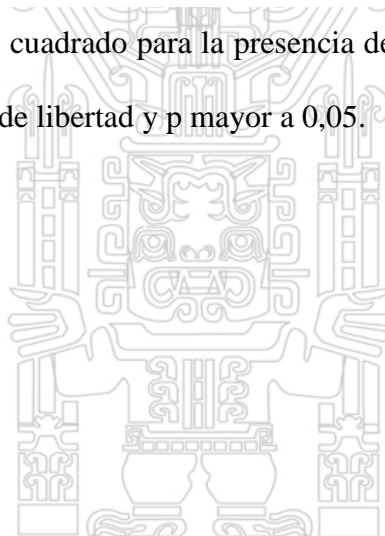 cuadrado para la presencia de
de libertad y p mayor a 0,05.